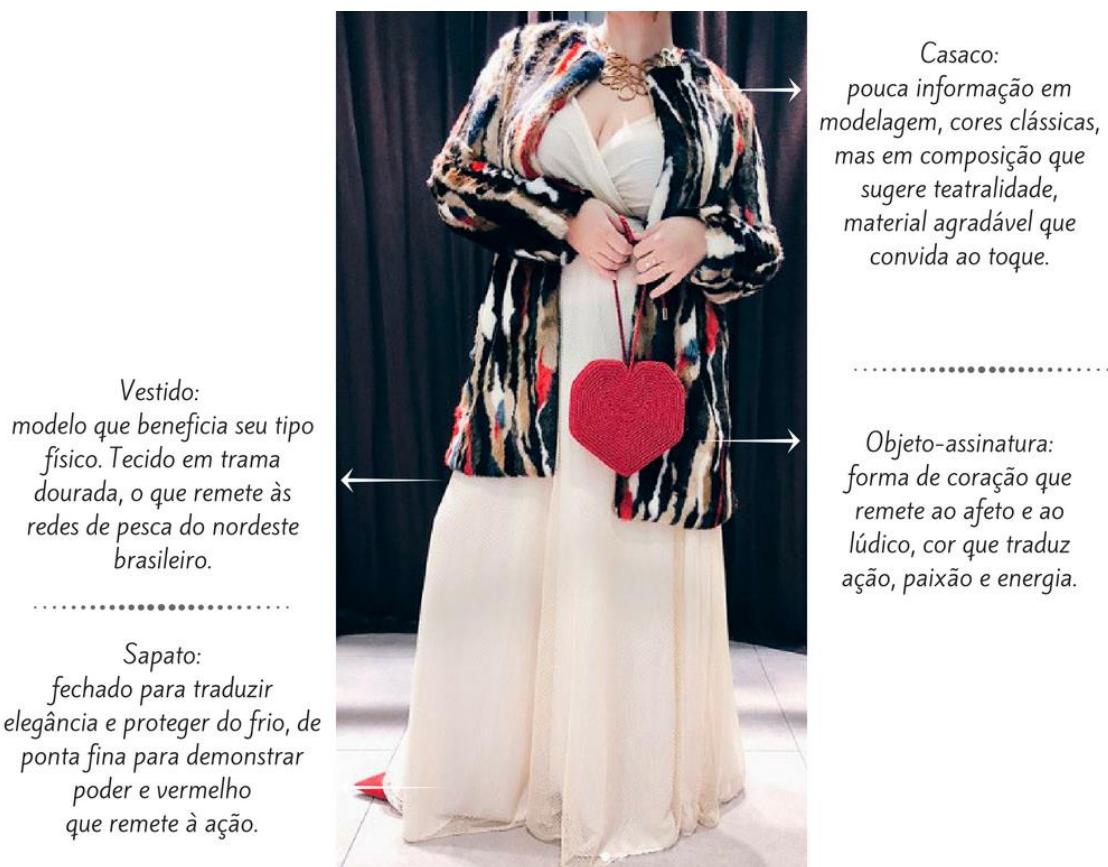 Casaco:
pouca informação em
modelagem, cores clássicas,
mas em composição que
sugere teatralidade,
material agradável que
convida ao toque.
Vestido:
modelo que beneficia seu tipo
físico. Tecido em trama
dourada, o que remete às
redes de pesca do nordeste
brasileiro.
Objeto-assinatura:
forma de coração que
remete ao afeto e ao
lúdico, cor que traduz
ação, paixão e energia.
Sapato:
fechado para traduzir
elegância e proteger do frio, de
ponta fina para demonstrar
poder e vermelho
que remete à ação.